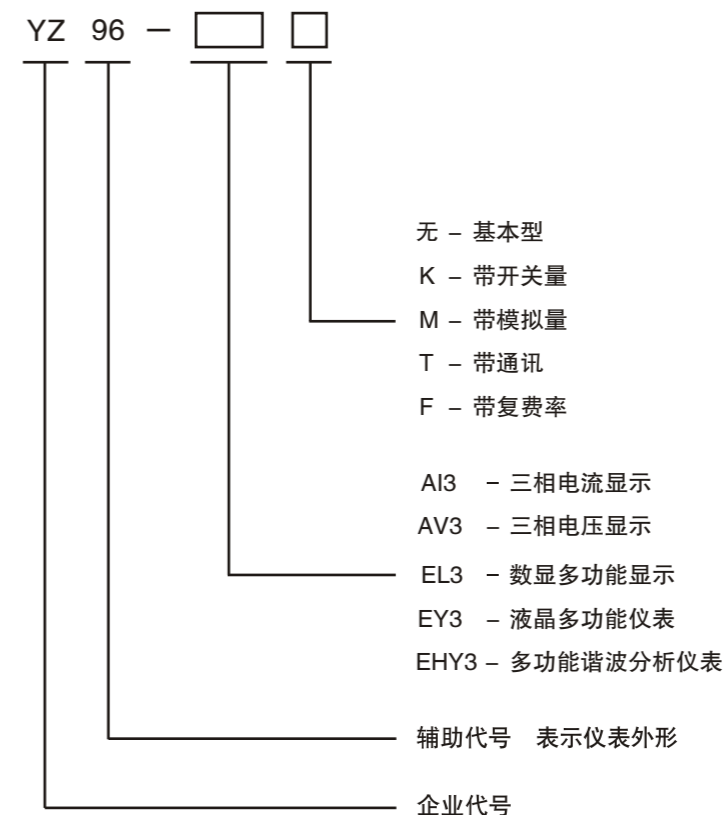 YZ 96 –
无 – 基本型
K – 带开关量
M – 带模拟量
T – 带通讯
F – 带复费率
AI3 – 三相电流显示
AV3 – 三相电压显示
EL3 – 数显多功能显示
EY3 – 液晶多功能仪表
EHY3 – 多功能谐波分析仪表
辅助代号 表示仪表外形
企业代号